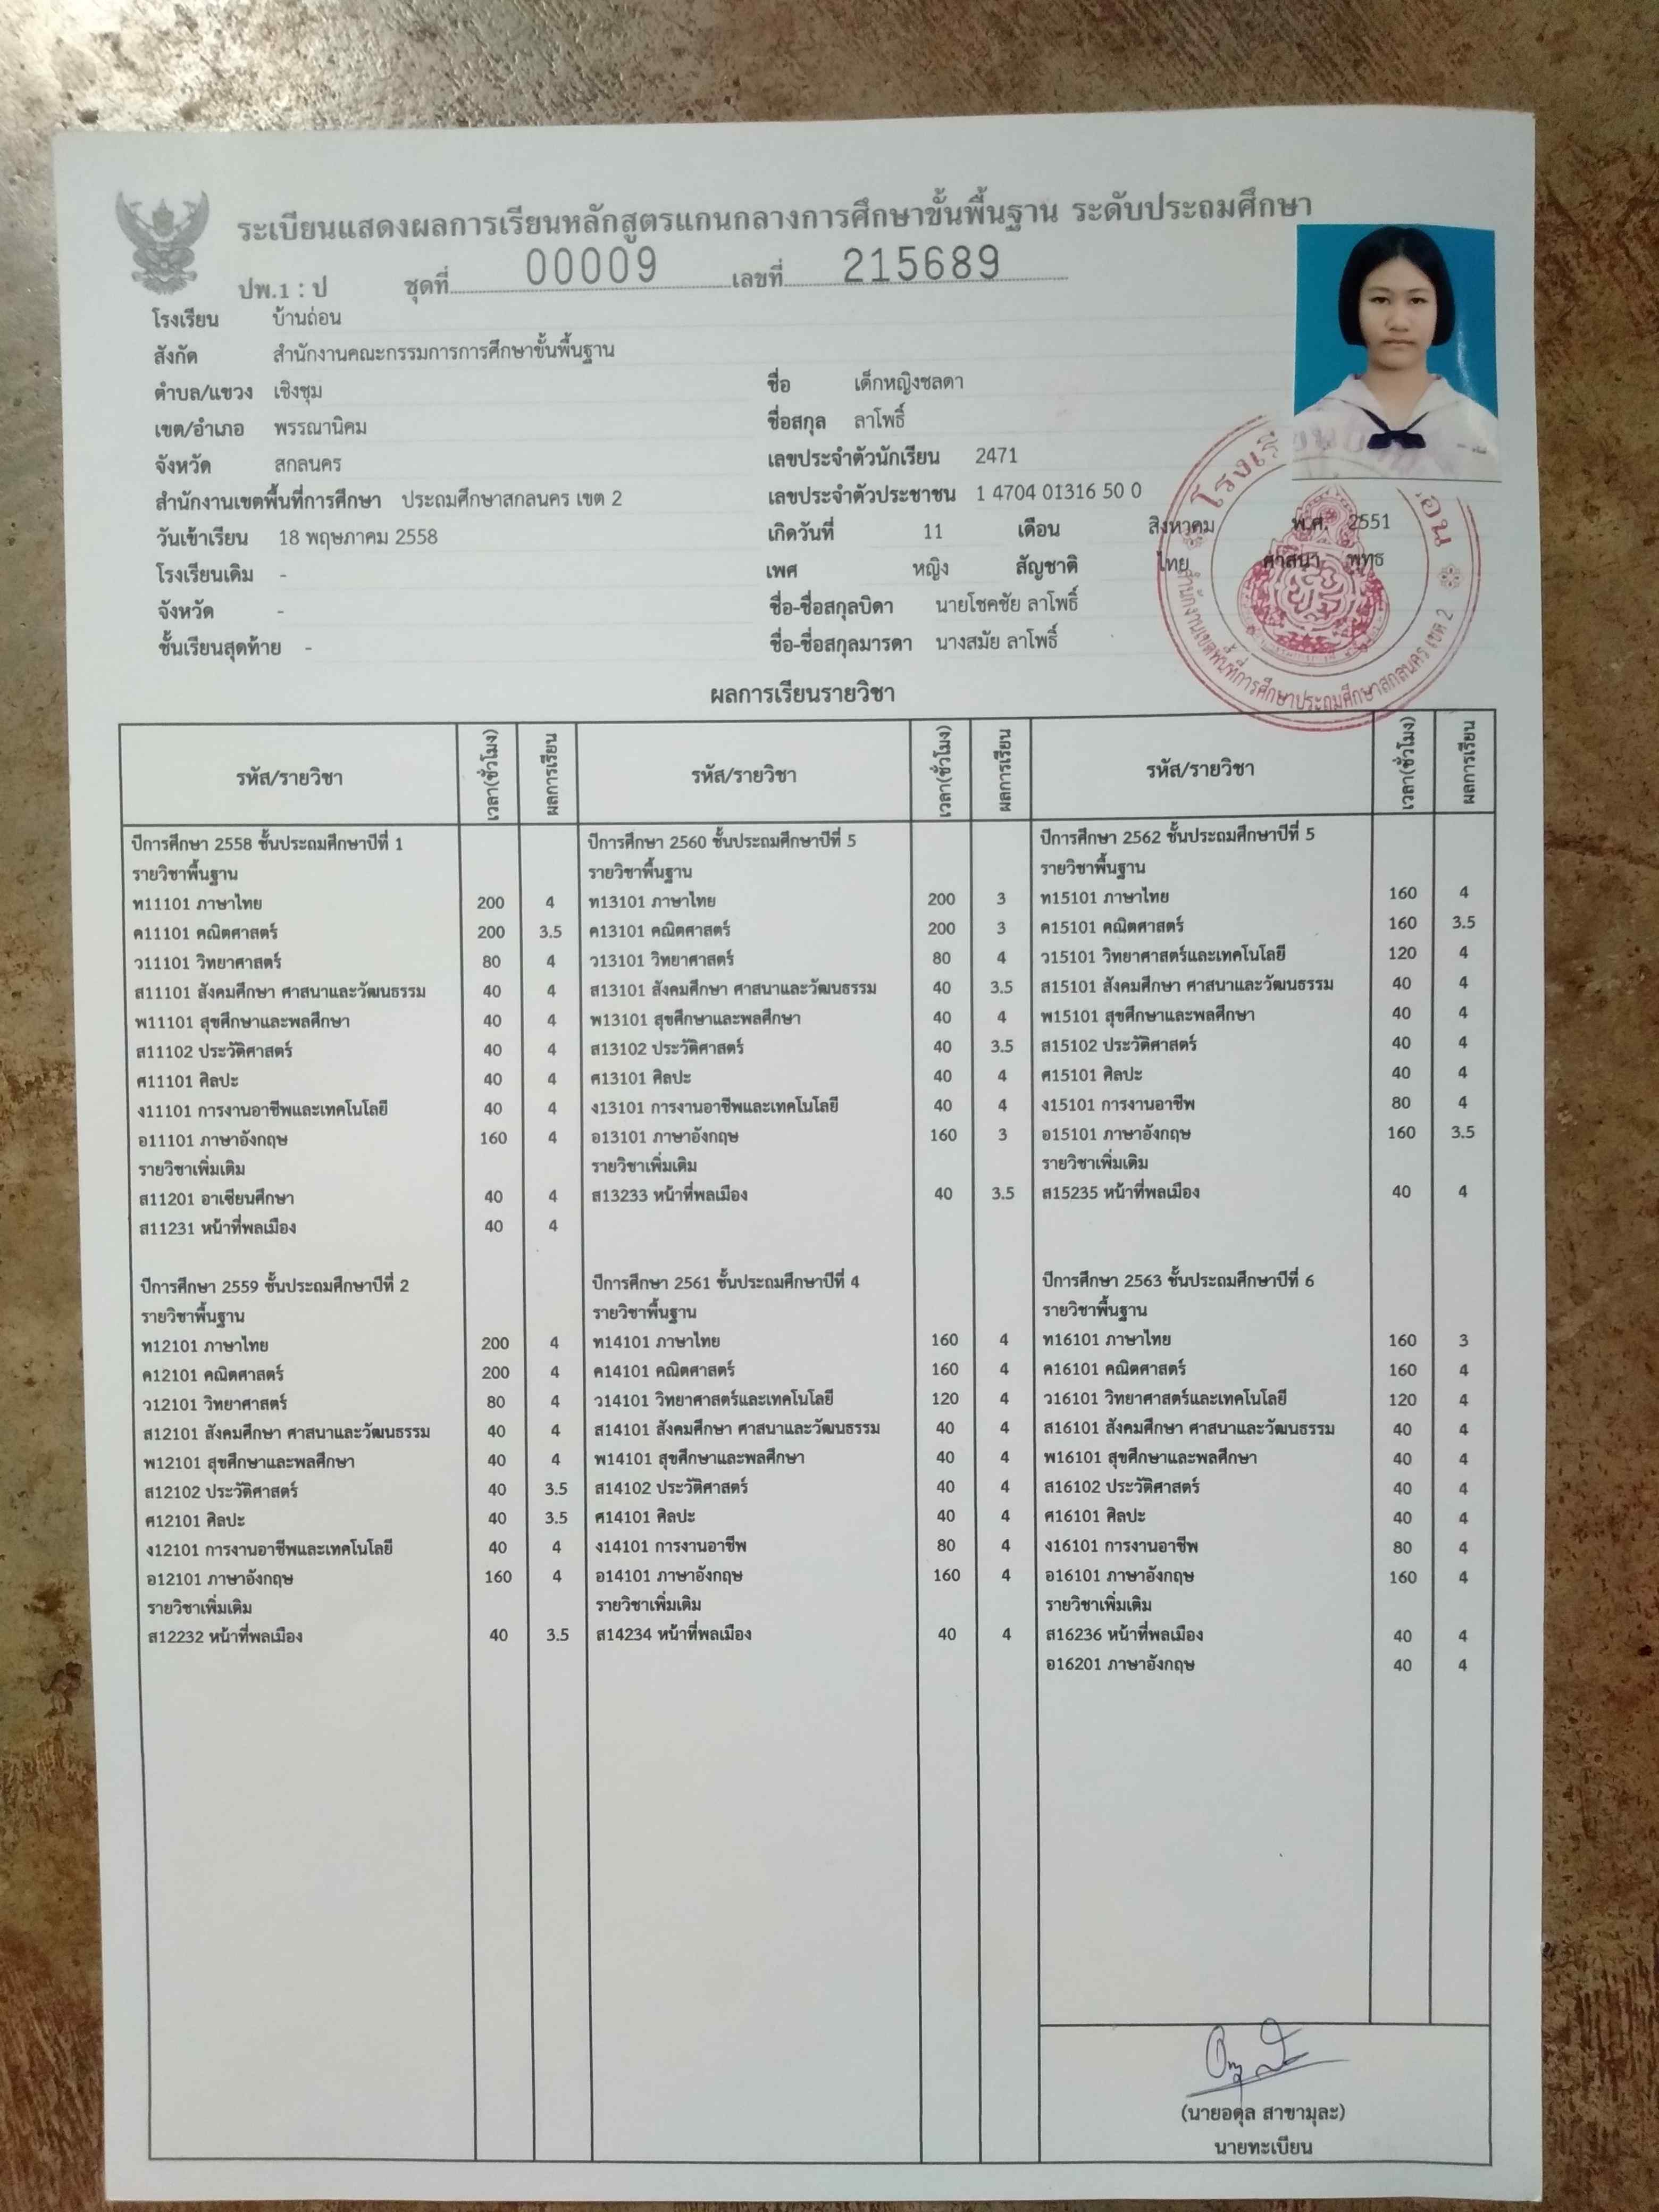 ระเบียนแสดงผลการเรียนหลักสูตรแกนกลางการศึกษาขั้นพื้นฐาน ระดับประถมศึกษา
ปพ.1 : ป ชุดที่ 00009 เลขที่ 215689
โรงเรียน บ้านถ่อน
สังกัด สำนักงานคณะกรรมการการศึกษาขั้นพื้นฐาน
ตำบล/แขวง เชิงชุม
เขต/อำเภอ พรรณานิคม
จังหวัด สกลนคร
สำนักงานเขตพื้นที่การศึกษา ประถมศึกษาสกลนคร เขต 2
วันเข้าเรียน 18 พฤษภาคม 2558
โรงเรียนเดิม -
จังหวัด -
ชั้นเรียนสุดท้าย -
ชื่อ เด็กหญิงชลดา
ชื่อสกุล ลาโพธิ์
เลขประจำตัวนักเรียน 2471
เลขประจำตัวประชาชน 1 4704 01316 50 0
เกิดวันที่ 11 เดือน สิงหาคม พ.ศ. 2551
เพศ หญิง สัญชาติ ไทย ศาสนา พุทธ
ชื่อ-ชื่อสกุลบิดา นายโชคชัย ลาโพธิ์
ชื่อ-ชื่อสกุลมารดา นางสมัย ลาโพธิ์
สำนักงานเขตพื้นที่การศึกษาประถมศึกษาสกลนคร เขต 2
ผลการเรียนรายวิชา
รหัส/รายวิชา เวลา(ชั่วโมง) ผลการเรียน
ปีการศึกษา 2558 ชั้นประถมศึกษาปีที่ 1
รายวิชาพื้นฐาน
ท11101 ภาษาไทย 200 4
ค11101 คณิตศาสตร์ 200 3.5
ว11101 วิทยาศาสตร์ 80 4
ส11101 สังคมศึกษา ศาสนาและวัฒนธรรม 40 4
พ11101 สุขศึกษาและพลศึกษา 40 4
ส11102 ประวัติศาสตร์ 40 4
ศ11101 ศิลปะ 40 4
ง11101 การงานอาชีพและเทคโนโลยี 40 4
อ11101 ภาษาอังกฤษ 160 4
รายวิชาเพิ่มเติม
ส11201 อาเซียนศึกษา 40 4
ส11231 หน้าที่พลเมือง 40 4
ปีการศึกษา 2559 ชั้นประถมศึกษาปีที่ 2
รายวิชาพื้นฐาน
ท12101 ภาษาไทย 200 4
ค12101 คณิตศาสตร์ 200 4
ว12101 วิทยาศาสตร์ 80 4
ส12101 สังคมศึกษา ศาสนาและวัฒนธรรม 40 4
พ12101 สุขศึกษาและพลศึกษา 40 4
ส12102 ประวัติศาสตร์ 40 3.5
ศ12101 ศิลปะ 40 3.5
ง12101 การงานอาชีพและเทคโนโลยี 40 4
อ12101 ภาษาอังกฤษ 160 4
รายวิชาเพิ่มเติม
ส12232 หน้าที่พลเมือง 40 3.5
รหัส/รายวิชา เวลา(ชั่วโมง) ผลการเรียน
ปีการศึกษา 2560 ชั้นประถมศึกษาปีที่ 5
รายวิชาพื้นฐาน
ท13101 ภาษาไทย 200 3
ค13101 คณิตศาสตร์ 200 3
ว13101 วิทยาศาสตร์ 80 4
ส13101 สังคมศึกษา ศาสนาและวัฒนธรรม 40 3.5
พ13101 สุขศึกษาและพลศึกษา 40 4
ส13102 ประวัติศาสตร์ 40 3.5
ศ13101 ศิลปะ 40 4
ง13101 การงานอาชีพและเทคโนโลยี 40 4
อ13101 ภาษาอังกฤษ 160 3
รายวิชาเพิ่มเติม
ส13233 หน้าที่พลเมือง 40 3.5
ปีการศึกษา 2561 ชั้นประถมศึกษาปีที่ 4
รายวิชาพื้นฐาน
ท14101 ภาษาไทย 160 4
ค14101 คณิตศาสตร์ 160 4
ว14101 วิทยาศาสตร์และเทคโนโลยี 120 4
ส14101 สังคมศึกษา ศาสนาและวัฒนธรรม 40 4
พ14101 สุขศึกษาและพลศึกษา 40 4
ส14102 ประวัติศาสตร์ 40 4
ศ14101 ศิลปะ 40 4
ง14101 การงานอาชีพ 80 4
อ14101 ภาษาอังกฤษ 160 4
รายวิชาเพิ่มเติม
ส14234 หน้าที่พลเมือง 40 4
รหัส/รายวิชา เวลา(ชั่วโมง) ผลการเรียน
ปีการศึกษา 2562 ชั้นประถมศึกษาปีที่ 5
รายวิชาพื้นฐาน
ท15101 ภาษาไทย 160 4
ค15101 คณิตศาสตร์ 160 3.5
ว15101 วิทยาศาสตร์และเทคโนโลยี 120 4
ส15101 สังคมศึกษา ศาสนาและวัฒนธรรม 40 4
พ15101 สุขศึกษาและพลศึกษา 40 4
ส15102 ประวัติศาสตร์ 40 4
ศ15101 ศิลปะ 40 4
ง15101 การงานอาชีพ 80 4
อ15101 ภาษาอังกฤษ 160 3.5
รายวิชาเพิ่มเติม
ส15235 หน้าที่พลเมือง 40 4
ปีการศึกษา 2563 ชั้นประถมศึกษาปีที่ 6
รายวิชาพื้นฐาน
ท16101 ภาษาไทย 160 3
ค16101 คณิตศาสตร์ 160 4
ว16101 วิทยาศาสตร์และเทคโนโลยี 120 4
ส16101 สังคมศึกษา ศาสนาและวัฒนธรรม 40 4
พ16101 สุขศึกษาและพลศึกษา 40 4
ส16102 ประวัติศาสตร์ 40 4
ศ16101 ศิลปะ 40 4
ง16101 การงานอาชีพ 80 4
อ16101 ภาษาอังกฤษ 160 4
รายวิชาเพิ่มเติม
ส16236 หน้าที่พลเมือง 40 4
อ16201 ภาษาอังกฤษ 40 4
(นายอดุล สาขามุละ)
นายทะเบียน